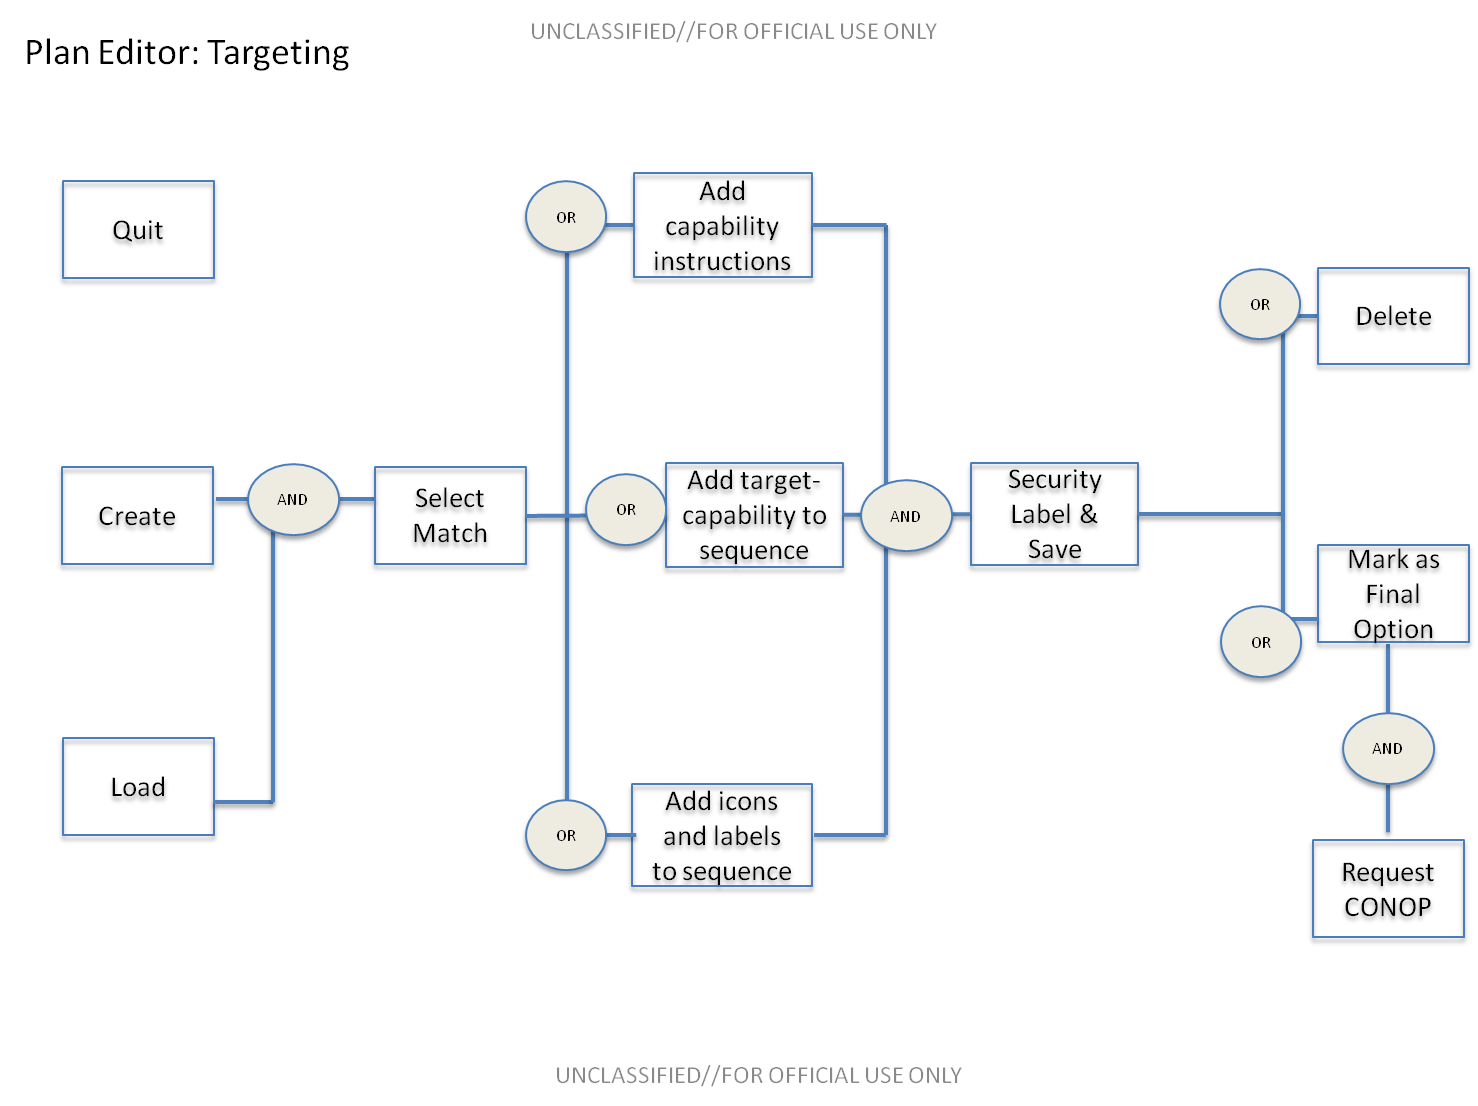 UNCLASSIFIED//FOR OFFICIAL USE ONLY
Plan Editor: Targeting
Quit
OR
Add
capability
instructions
OR
Delete
Create
AND
Select
Match
OR
Add target-
capability to
sequence
AND
Security
Label &
Save
Mark as
Final
Option
OR
Load
OR
Add icons
and labels
to sequence
AND
Request
CONOP
UNCLASSIFIED//FOR OFFICIAL USE ONLY